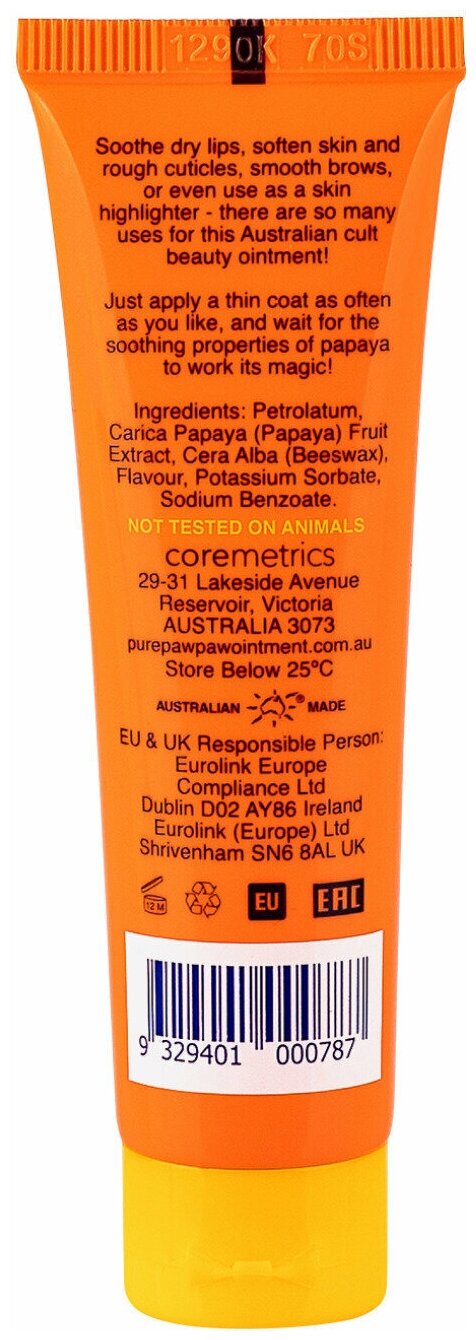 1290K 70S
Soothe dry lips, soften skin and
rough cuticles, smooth brows,
or even use as a skin
highlighter - there are so many
uses for this Australian cult
beauty ointment!
Just apply a thin coat as often
as you like, and wait for the
soothing properties of papaya
to work its magic!
Ingredients: Petrolatum,
Carica Papaya (Papaya) Fruit
Extract, Cera Alba (Beeswax),
Flavour, Potassium Sorbate,
Sodium Benzoate.
NOT TESTED ON ANIMALS
coremetrics
29-31 Lakeside Avenue
Reservoir, Victoria
AUSTRALIA 3073
purepawpawointment.com.au
Store Below 25°C
AUSTRALIAN ® MADE
EU & UK Responsible Person:
Eurolink Europe
Compliance Ltd
Dublin D02 AY86 Ireland
Eurolink (Europe) Ltd
Shrivenham SN6 8AL UK
12 M EU EAC
9 329401 000787